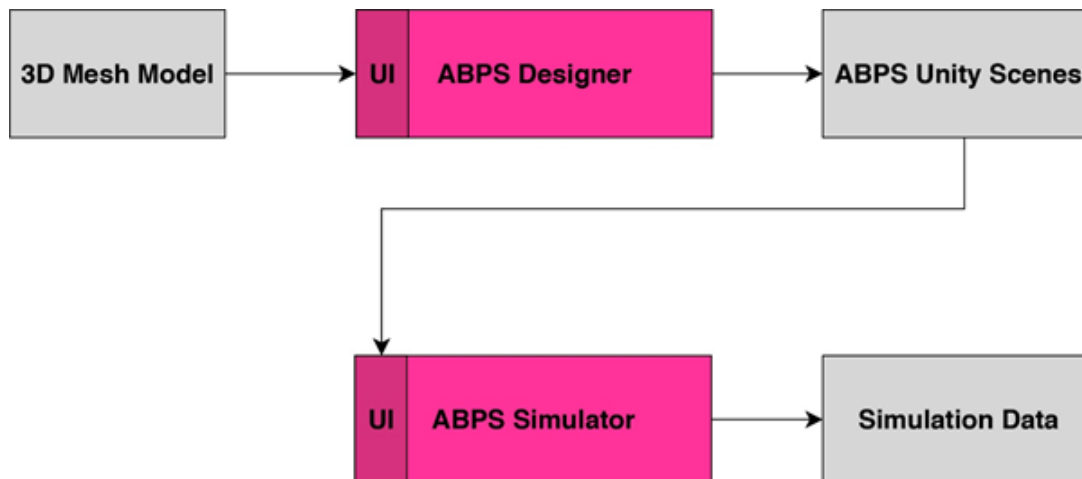 3D Mesh Model
UI
ABPS Designer
ABPS Unity Scenes
UI
ABPS Simulator
Simulation Data